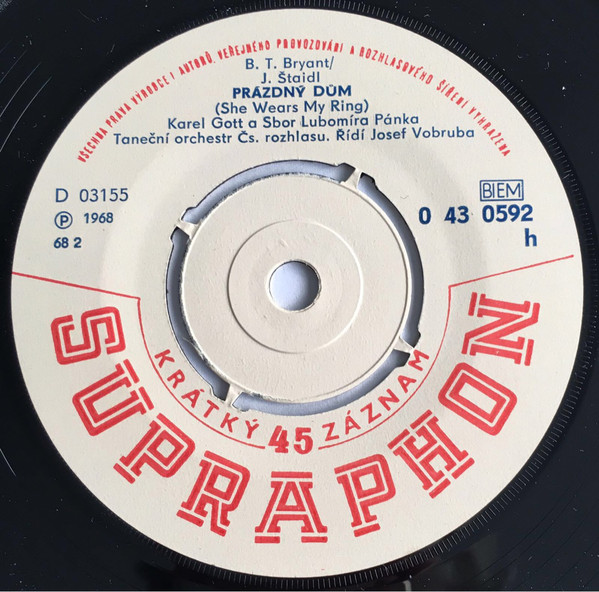 VŠECHNA PRÁVA VÝROBCE I AUTORŮ, VEŘEJNÉHO PROVOZOVÁNÍ A ROZHLASOVÉHO ŠÍŘENÍ VYHRAŽENA
B. T. Bryant/
J. Štaidl
PRÁZDNÝ DŮM
(She Wears My Ring)
Karel Gott a Sbor Lubomíra Pánka
Taneční orchestr Čs. rozhlasu. Řídí Josef Vobruba
D 03155
Ⓟ 1968
68 2
BIEM
0 43 0592
h
KRÁTKÝ 45 ZÁZNAM
SUPRAPHON